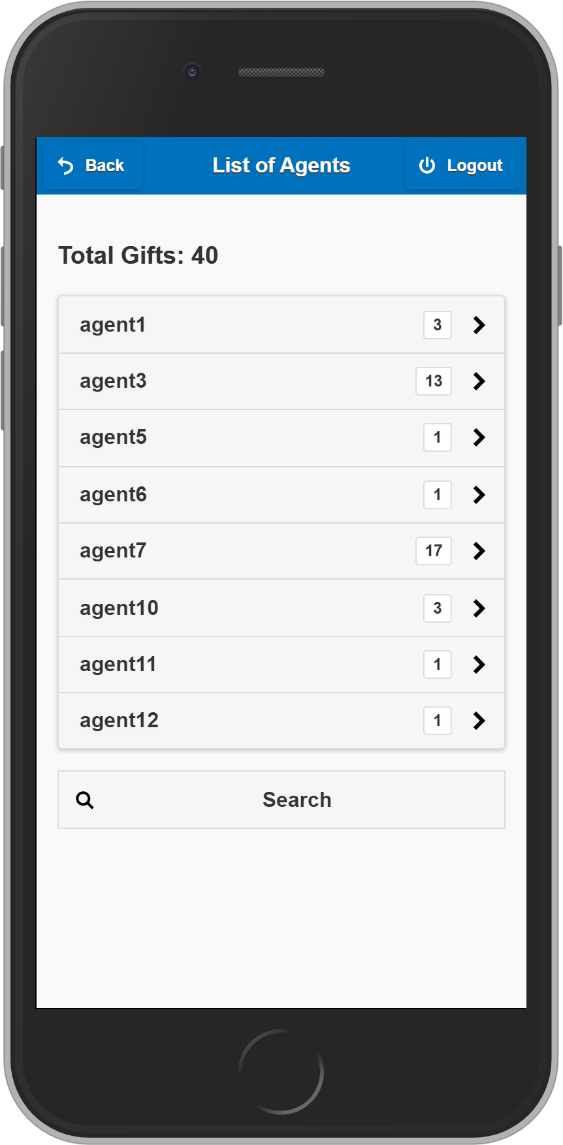 Back List of Agents Logout
Total Gifts: 40
agent1 3
agent3 13
agent5 1
agent6 1
agent7 17
agent10 3
agent11 1
agent12 1
Search